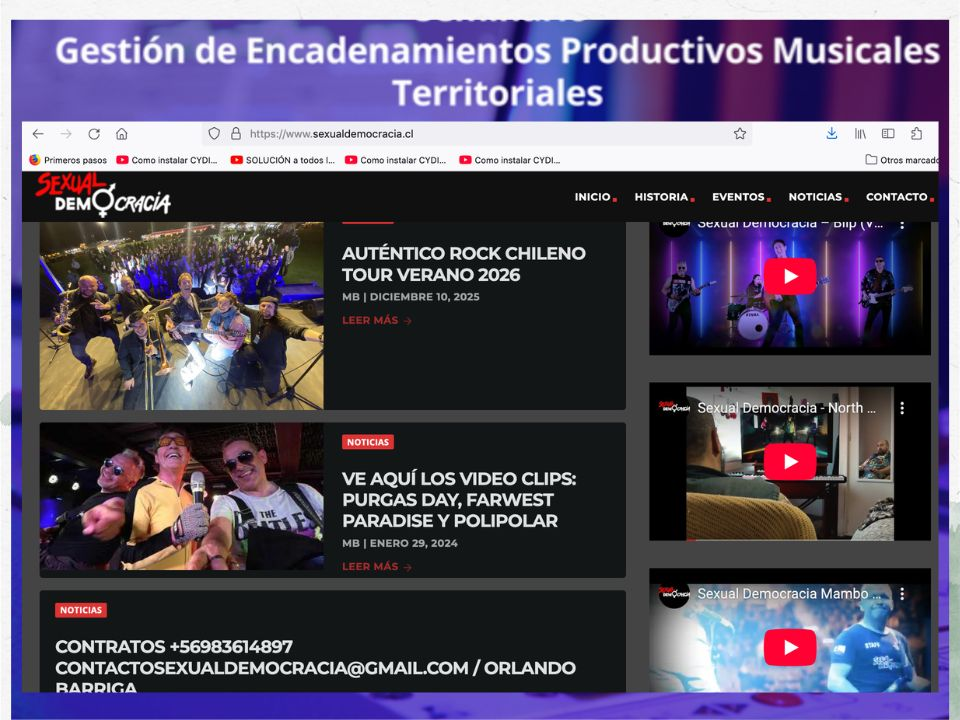 Gestión de Encadenamientos Productivos Musicales
Territoriales
https://www.sexualdemocracia.cl
Primeros pasos
Como instalar CYDI...
SOLUCIÓN a todos l...
Como instalar CYDI...
Como instalar CYDI...
Otros marcado
SEXUAL
DEMOCRACIA
INICIO
HISTORIA
EVENTOS
NOTICIAS
CONTACTO
AUTÉNTICO ROCK CHILENO
TOUR VERANO 2026
MB | DICIEMBRE 10, 2025
LEER MÁS →
Sexual Democracia – Blip (V...
NOTICIAS
VE AQUÍ LOS VIDEO CLIPS:
PURGAS DAY, FARWEST
PARADISE Y POLIPOLAR
MB | ENERO 29, 2024
LEER MÁS →
THE
Sexual Democracia - North ...
NOTICIAS
CONTRATOS +56983614897
CONTACTOSEXUALDEMOCRACIA@GMAIL.COM / ORLANDO
BARRIGA
Sexual Democracia Mambo ...
STAFF